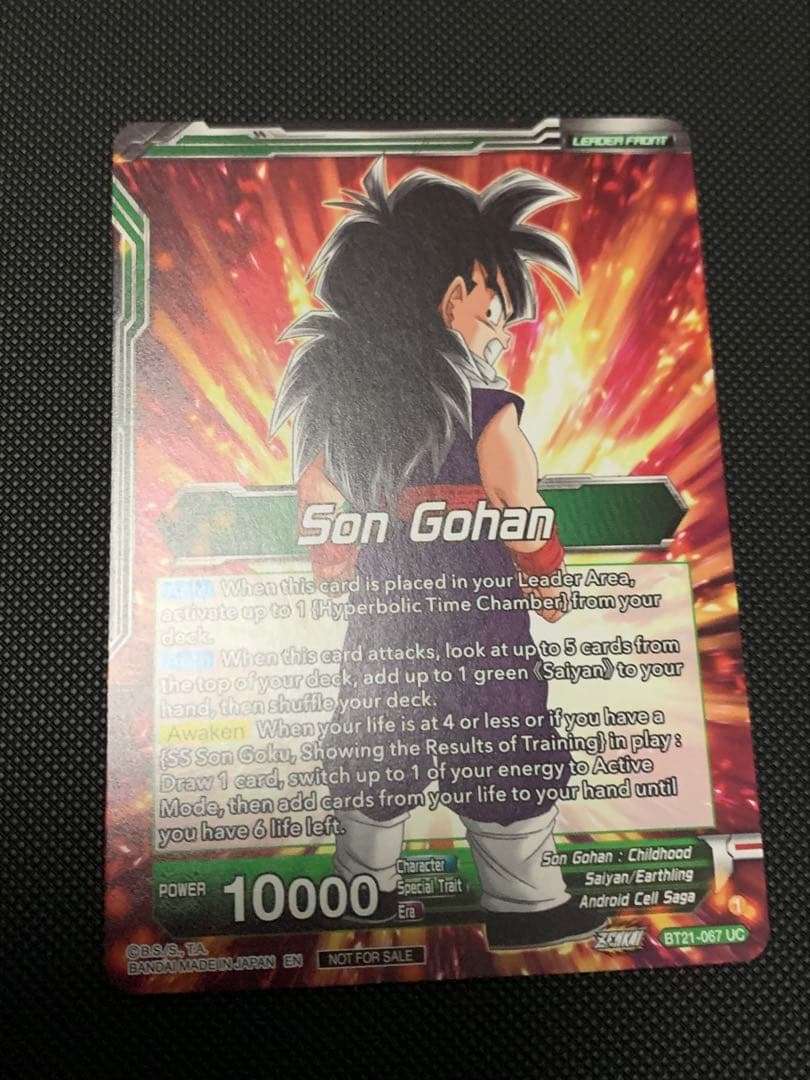 LEADER FRONT
Son Gohan
Auto When this card is placed in your Leader Area,
activate up to 1 {Hyperbolic Time Chamber} from your
deck.
Auto When this card attacks, look at up to 5 cards from
the top of your deck, add up to 1 green 《Saiyan》 to your
hand, then shuffle your deck.
Awaken When your life is at 4 or less or if you have a
{SS Son Goku, Showing the Results of Training} in play :
Draw 1 card, switch up to 1 of your energy to Active
Mode, then add cards from your life to your hand until
you have 6 life left.
POWER 10000
Character Son Gohan : Childhood
Special Trait Saiyan/Earthling
Era Android Cell Saga
1
ZENKAI BT21-067 UC
©B.S./S., T.A.
BANDAI MADE IN JAPAN EN NOT FOR SALE